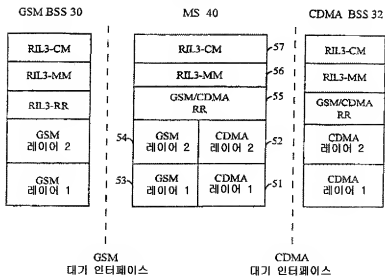 GSM BSS 30
RIL3-CM
RIL3-MM
RIL3-RR
GSM
레이어 2
GSM
레이어 1
MS 40
RIL3-CM
57
RIL3-MM
56
GSM/CDMA
RR
55
54
GSM
레이어 2
CDMA
레이어 2
52
53
GSM
레이어 1
CDMA
레이어 1
51
CDMA BSS 32
RIL3-CM
RIL3-MM
GSM/CDMA
RR
CDMA
레이어 2
CDMA
레이어 1
GSM
대기 인터페이스
CDMA
대기 인터페이스